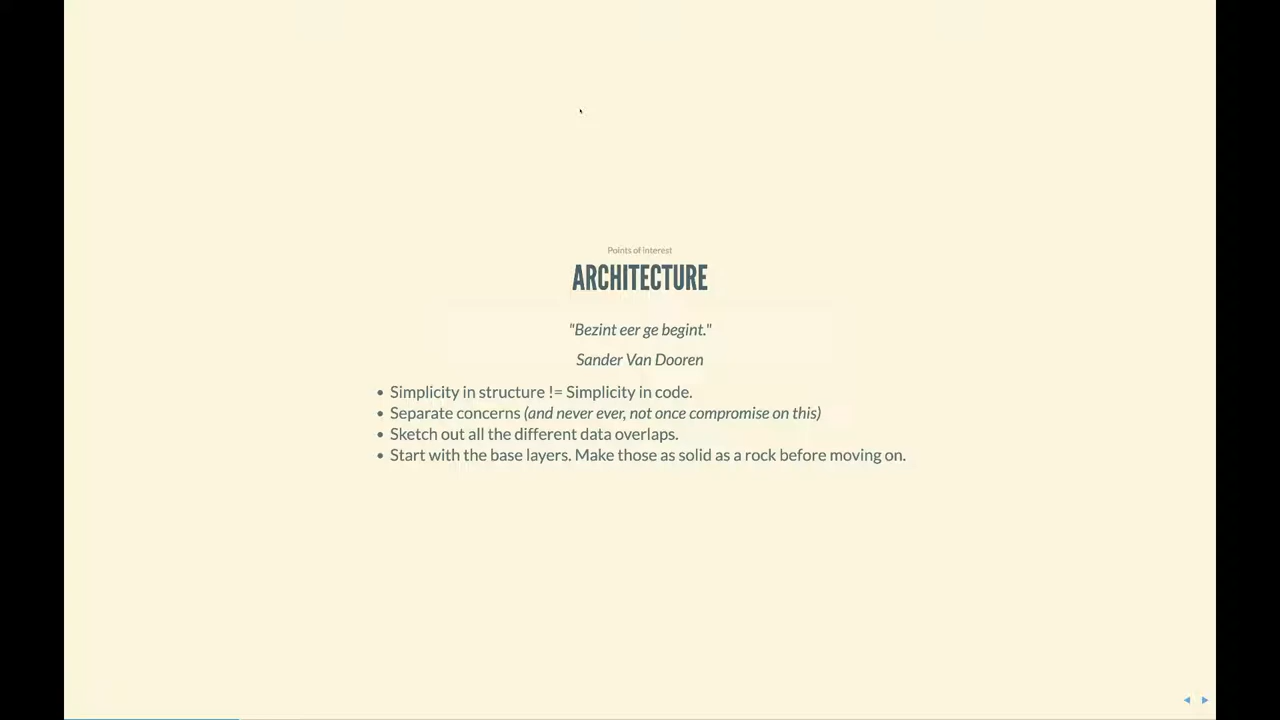 Points of interest
ARCHITECTURE
"Bezint eer ge begint."
Sander Van Dooren
• Simplicity in structure != Simplicity in code.
• Separate concerns (and never ever, not once compromise on this)
• Sketch out all the different data overlaps.
• Start with the base layers. Make those as solid as a rock before moving on.